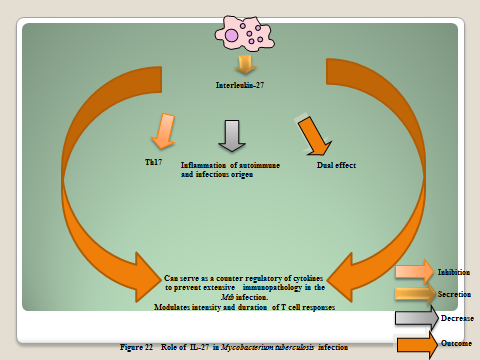 Interleukin-27
Th17
Inflammation of autoimmune
and infectious origen
Dual effect
Can serve as a counter regulatory of cytokines
to prevent extensive immunopathology in the
Mtb infection.
Modulates intensity and duration of T cell responses
Inhibition
Secretion
Decrease
Outcome
Figure 22 Role of IL-27 in Mycobacterium tuberculosis infection